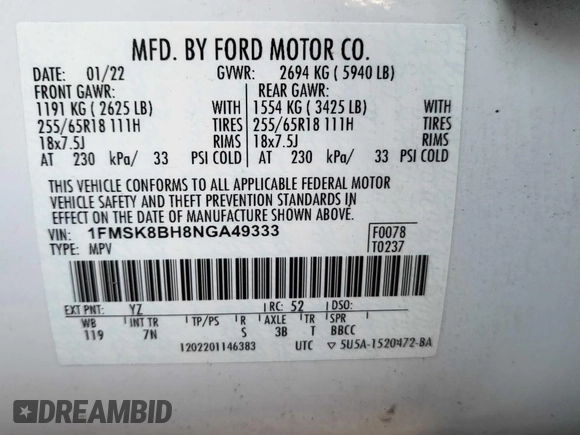 MFD. BY FORD MOTOR CO.
DATE: 01/22 GVWR: 2694 KG ( 5940 LB)
FRONT GAWR: REAR GAWR:
1191 KG ( 2625 LB) WITH 1554 KG ( 3425 LB) WITH
255/65R18 111H TIRES 255/65R18 111H TIRES
18x7.5J RIMS 18x7.5J RIMS
AT 230 kPa/ 33 PSI COLD AT 230 kPa/ 33 PSI COLD
THIS VEHICLE CONFORMS TO ALL APPLICABLE FEDERAL MOTOR
VEHICLE SAFETY AND THEFT PREVENTION STANDARDS IN
EFFECT ON THE DATE OF MANUFACTURE SHOWN ABOVE.
VIN: 1FMSK8BH8NGA49333 F0078
TYPE: MPV T0237
EXT PNT: YZ RC: 52 DSO:
WB INT TR TP/PS R AXLE TR SPR
119 7N S 3B T BBCC
1202201146383 UTC ▽ 5U5A-1520472-BA
DREAMBID